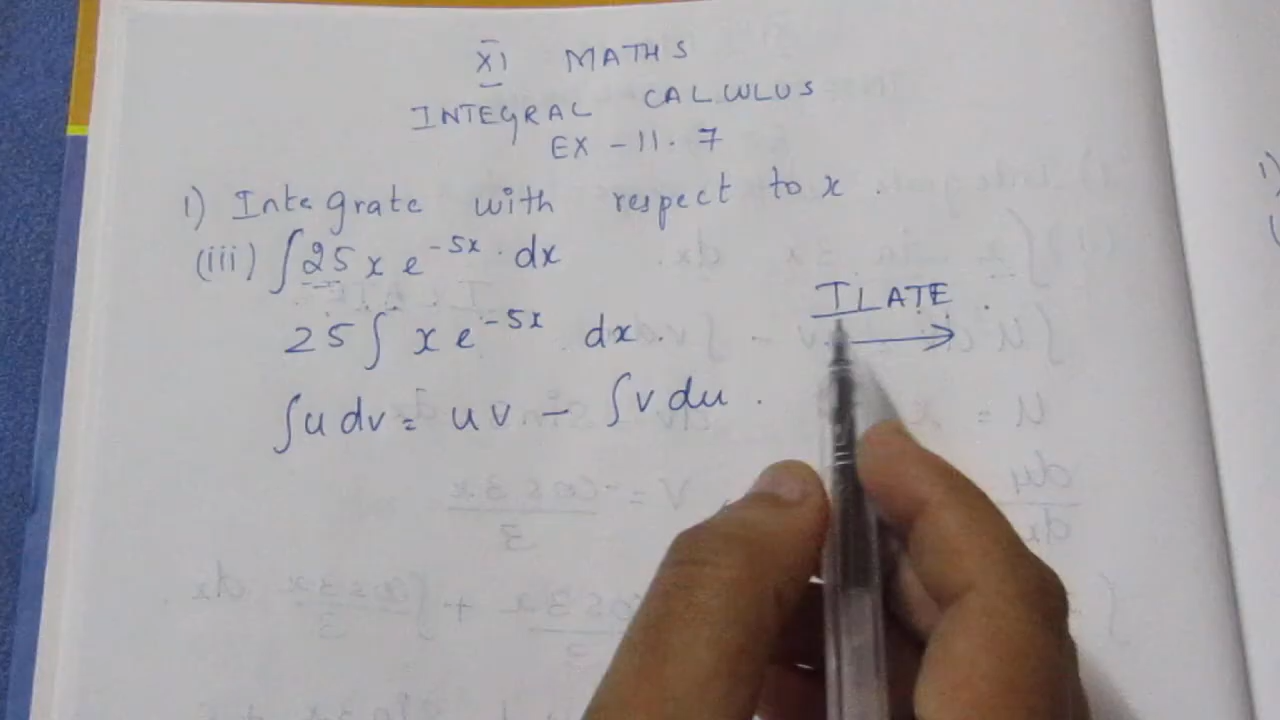 XI MATHS
INTEGRAL CALCULUS
EX - 11.7
1) Integrate with respect to x.
(iii) ∫25x e^-5x . dx
ILATE.
25∫ x e^-5x dx.
∫u dv = uv - ∫v du.